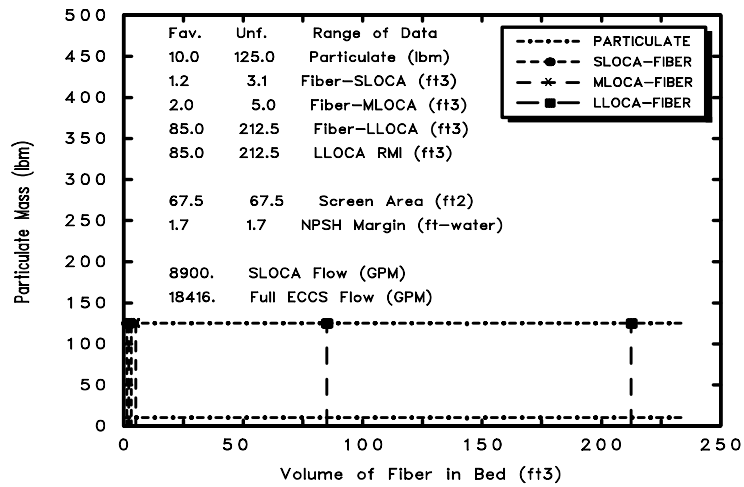 500
450
400
350
300
250
200
150
100
50
0
Particulate Mass (lbm)
Fav. Unf. Range of Data
10.0 125.0 Particulate (lbm)
1.2 3.1 Fiber-SLOCA (ft3)
2.0 5.0 Fiber-MLOCA (ft3)
85.0 212.5 Fiber-LLOCA (ft3)
85.0 212.5 LLOCA RMI (ft3)
67.5 67.5 Screen Area (ft2)
1.7 1.7 NPSH Margin (ft-water)
8900. SLOCA Flow (GPM)
18416. Full ECCS Flow (GPM)
PARTICULATE
SLOCA-FIBER
MLOCA-FIBER
LLOCA-FIBER
0 50 100 150 200 250
Volume of Fiber in Bed (ft3)